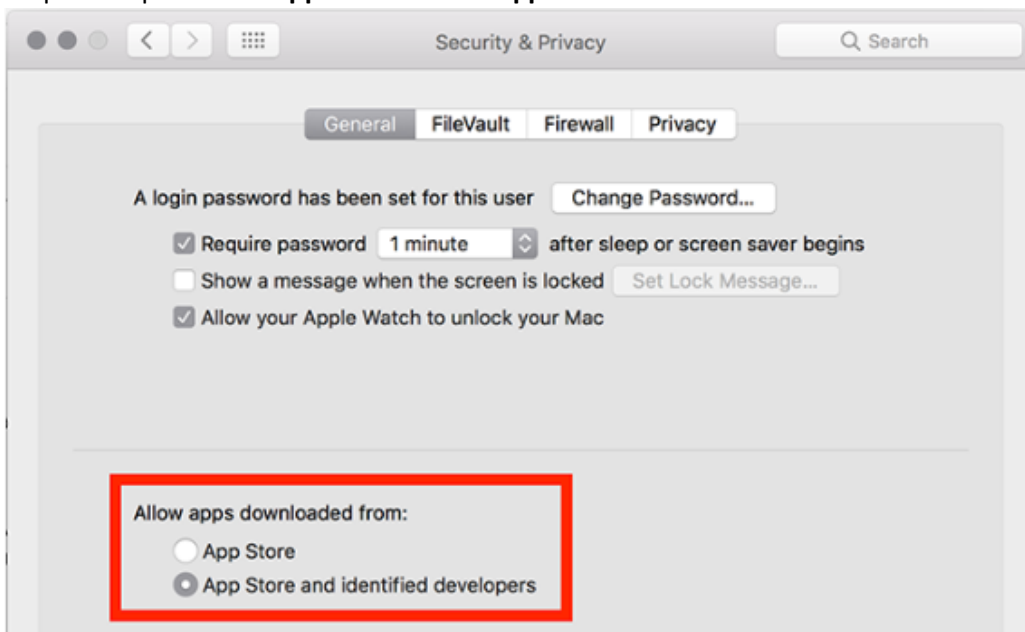 Security & Privacy
Search
General FileVault Firewall Privacy
A login password has been set for this user Change Password...
Require password 1 minute after sleep or screen saver begins
Show a message when the screen is locked Set Lock Message...
Allow your Apple Watch to unlock your Mac
Allow apps downloaded from:
App Store
App Store and identified developers